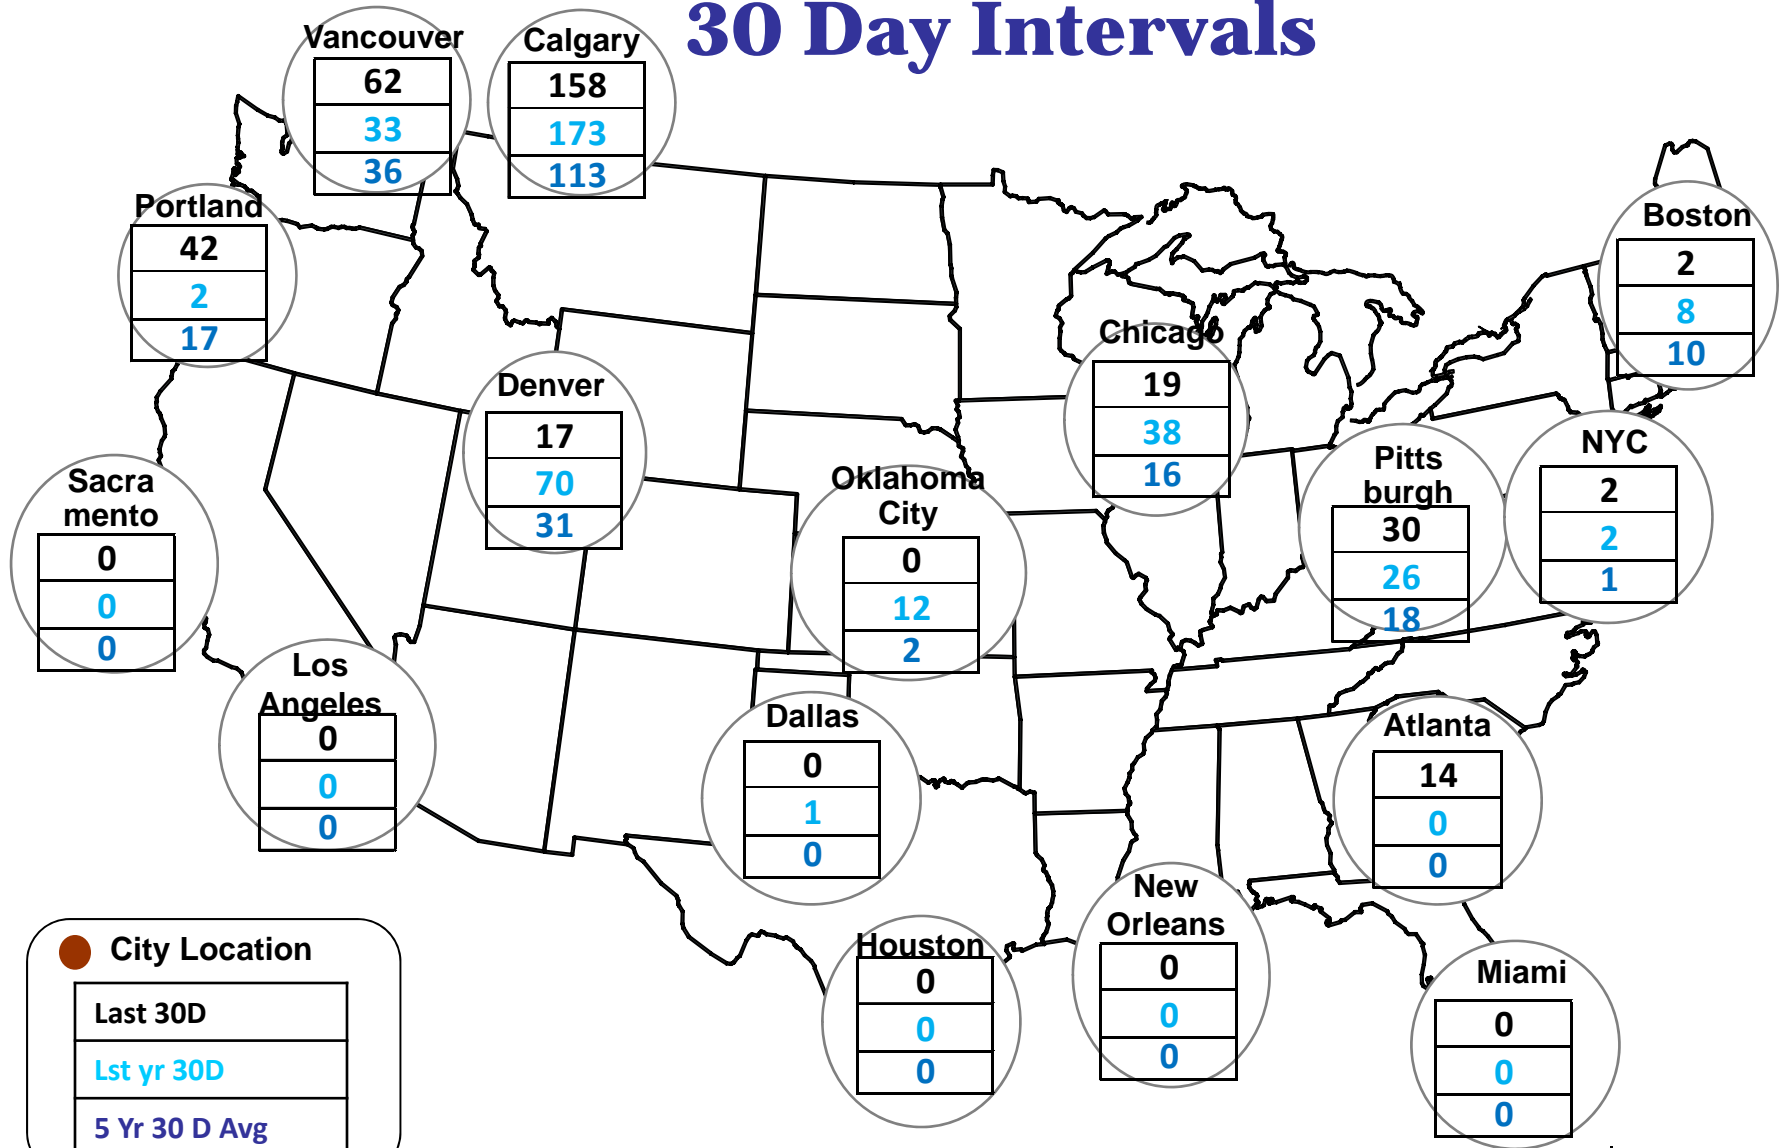 30 Day Intervals
Vancouver
62
33
36
Calgary
158
173
113
Portland
42
2
17
Boston
2
8
10
Chicago
19
38
16
Denver
17
70
31
NYC
2
2
1
Pitts
burgh
30
26
18
Sacra
mento
0
0
0
Oklahoma
City
0
12
2
Los
Angeles
0
0
0
Dallas
0
1
0
Atlanta
14
0
0
New
Orleans
0
0
0
Houston
0
0
0
Miami
0
0
0
City Location
Last 30D
Lst yr 30D
5 Yr 30 D Avg